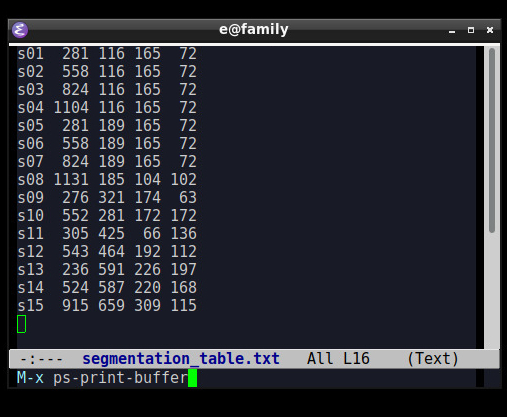 e@family
s01  281 116 165  72
s02  558 116 165  72
s03  824 116 165  72
s04 1104 116 165  72
s05  281 189 165  72
s06  558 189 165  72
s07  824 189 165  72
s08 1131 185 104 102
s09  276 321 174  63
s10  552 281 172 172
s11  305 425  66 136
s12  543 464 192 112
s13  236 591 226 197
s14  524 587 220 168
s15  915 659 309 115
-:---  segmentation_table.txt   All L16    (Text)
M-x ps-print-buffer